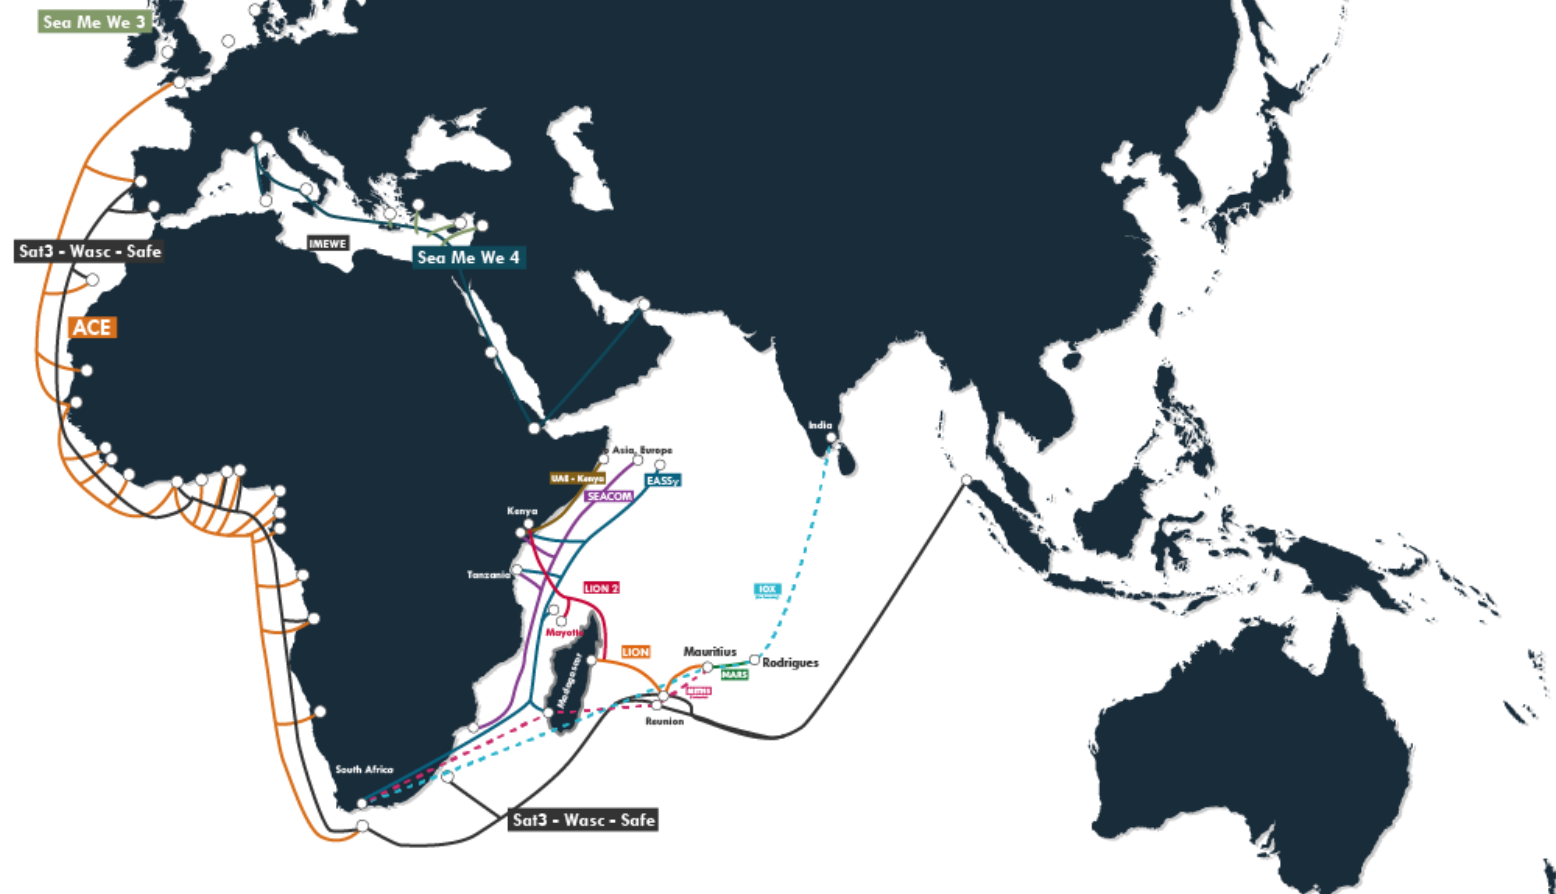 Sea Me We 3
Sat3 - Wasc - Safe
IMEWE
Sea Me We 4
ACE
India
Asia, Europe
UAE - Kenya
EASSy
SEACOM
Kenya
Tanzania
LION 2
IOX
Mayotte
LION
Mauritius
Rodrigues
MARS
Madagascar
Reunion
South Africa
Sat3 - Wasc - Safe